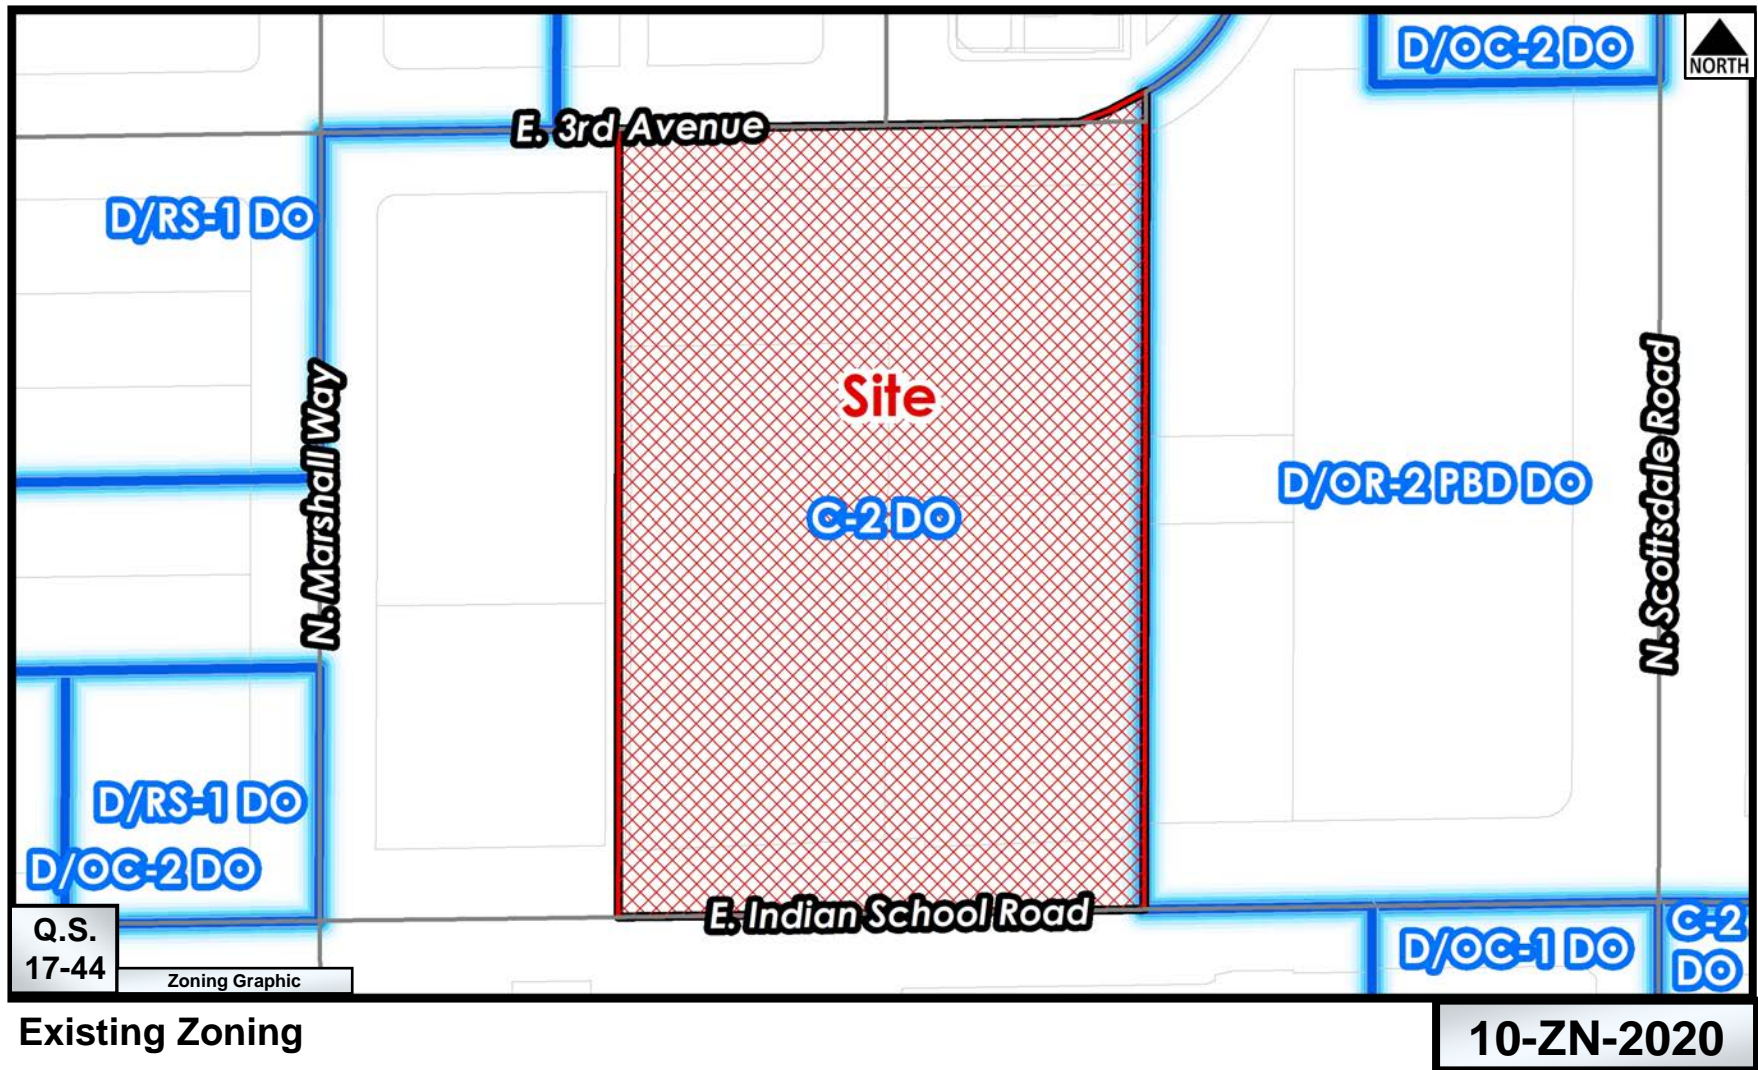 D/OC-2 DO
NORTH
E. 3rd Avenue
D/RS-1 DO
N. Marshall Way
Site
C-2 DO
D/OR-2 PBD DO
N. Scottsdale Road
D/RS-1 DO
D/OC-2 DO
E. Indian School Road
C-2
DO
D/OC-1 DO
Q.S.
17-44
Zoning Graphic
Existing Zoning
10-ZN-2020